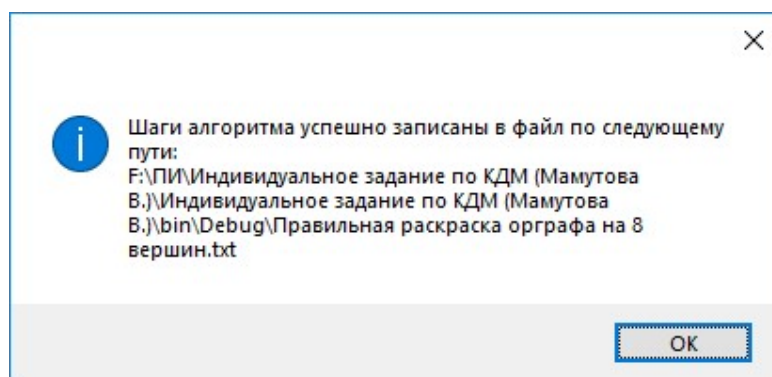 Шаги алгоритма успешно записаны в файл по следующему
пути:
F:\ПИ\Индивидуальное задание по КДМ (Мамутова
В.)\Индивидуальное задание по КДМ (Мамутова
В.)\bin\Debug\Правильная раскраска орграфа на 8
вершин.txt
OK